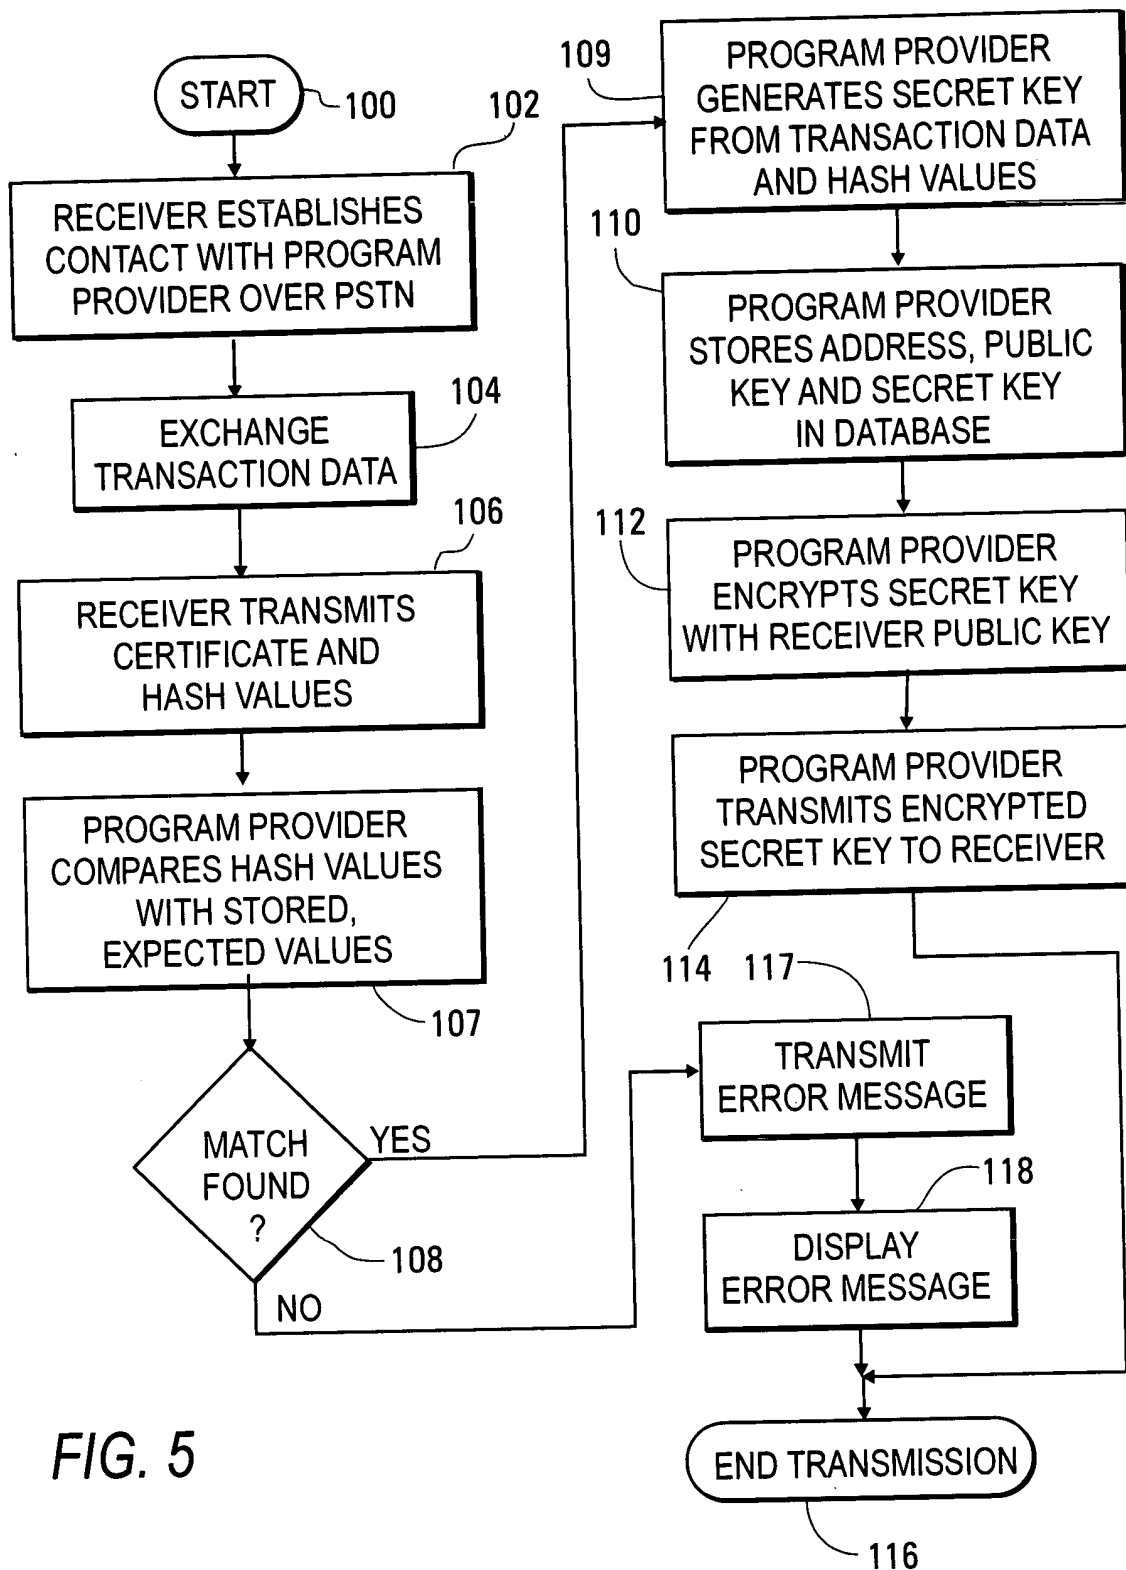 START
100
102
RECEIVER ESTABLISHES
CONTACT WITH PROGRAM
PROVIDER OVER PSTN
104
EXCHANGE
TRANSACTION DATA
106
RECEIVER TRANSMITS
CERTIFICATE AND
HASH VALUES
PROGRAM PROVIDER
COMPARES HASH VALUES
WITH STORED,
EXPECTED VALUES
107
MATCH
FOUND
?
YES
108
NO
109
PROGRAM PROVIDER
GENERATES SECRET KEY
FROM TRANSACTION DATA
AND HASH VALUES
110
PROGRAM PROVIDER
STORES ADDRESS, PUBLIC
KEY AND SECRET KEY
IN DATABASE
112
PROGRAM PROVIDER
ENCRYPTS SECRET KEY
WITH RECEIVER PUBLIC KEY
PROGRAM PROVIDER
TRANSMITS ENCRYPTED
SECRET KEY TO RECEIVER
114
117
TRANSMIT
ERROR MESSAGE
118
DISPLAY
ERROR MESSAGE
END TRANSMISSION
116
FIG. 5